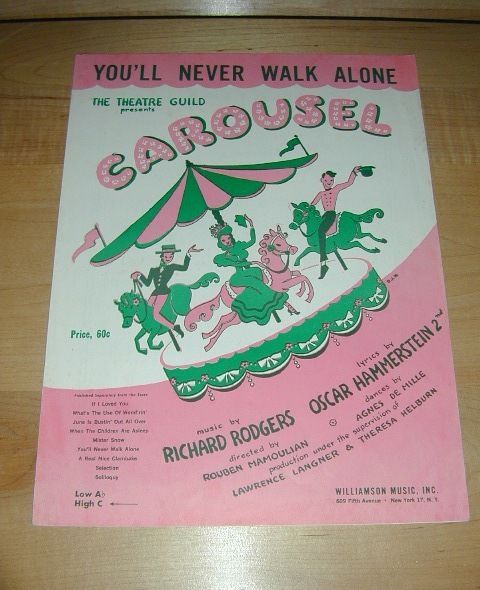 YOU'LL NEVER WALK ALONE
THE THEATRE GUILD
presents
CAROUSEL
D.A.M.
Price, 60c
Published Separately from the Score
If I Loved You
What's The Use Of Wond'rin'
June Is Bustin' Out All Over
When The Children Are Asleep
Mister Snow
You'll Never Walk Alone
A Real Nice Clambake
Selection
Soliloquy
Low Ab
High C
music by
RICHARD RODGERS
lyrics by
OSCAR HAMMERSTEIN 2nd
directed by
ROUBEN MAMOULIAN
dances by
AGNES DE MILLE
production under the supervision of
LAWRENCE LANGNER & THERESA HELBURN
WILLIAMSON MUSIC, INC.
609 Fifth Avenue • New York 17, N. Y.